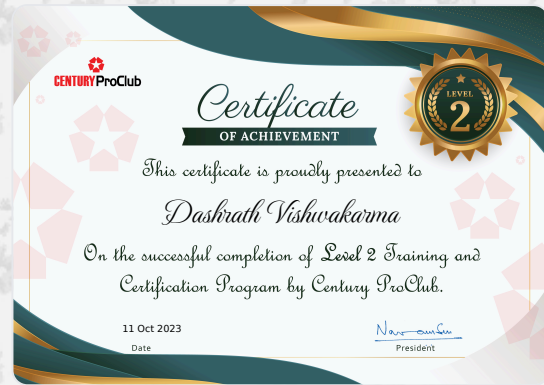 CENTURY ProClub
Certificate
OF ACHIEVEMENT
LEVEL
2
This certificate is proudly presented to
Dashrath Vishwakarma
On the successful completion of Level 2 Training and
Certification Program by Century ProClub.
11 Oct 2023
Date
President